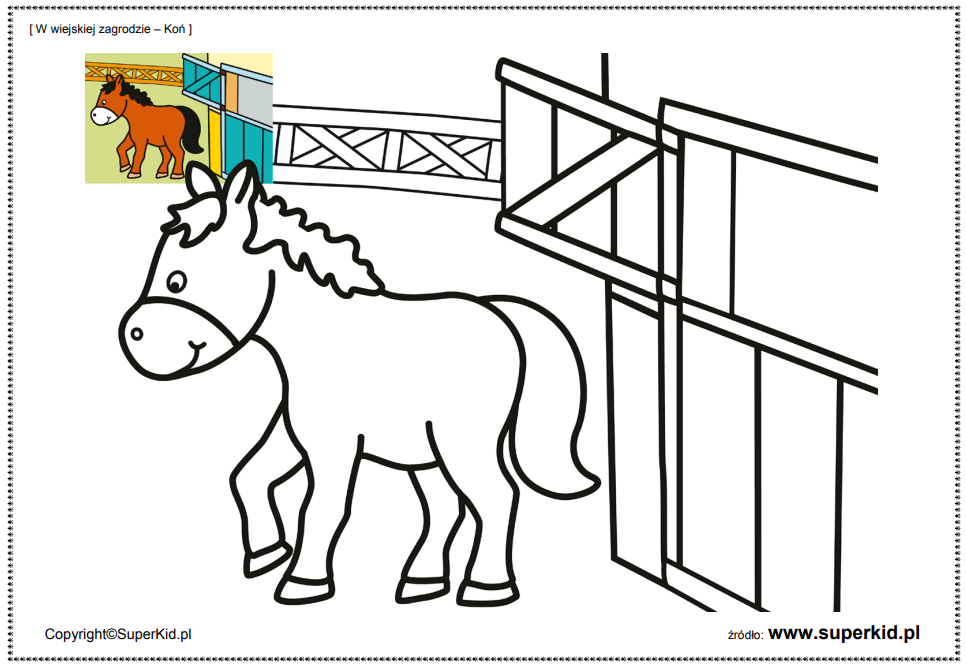 [ W wiejskiej zagrodzie – Koń ]
Copyright©SuperKid.pl
źródło: www.superkid.pl